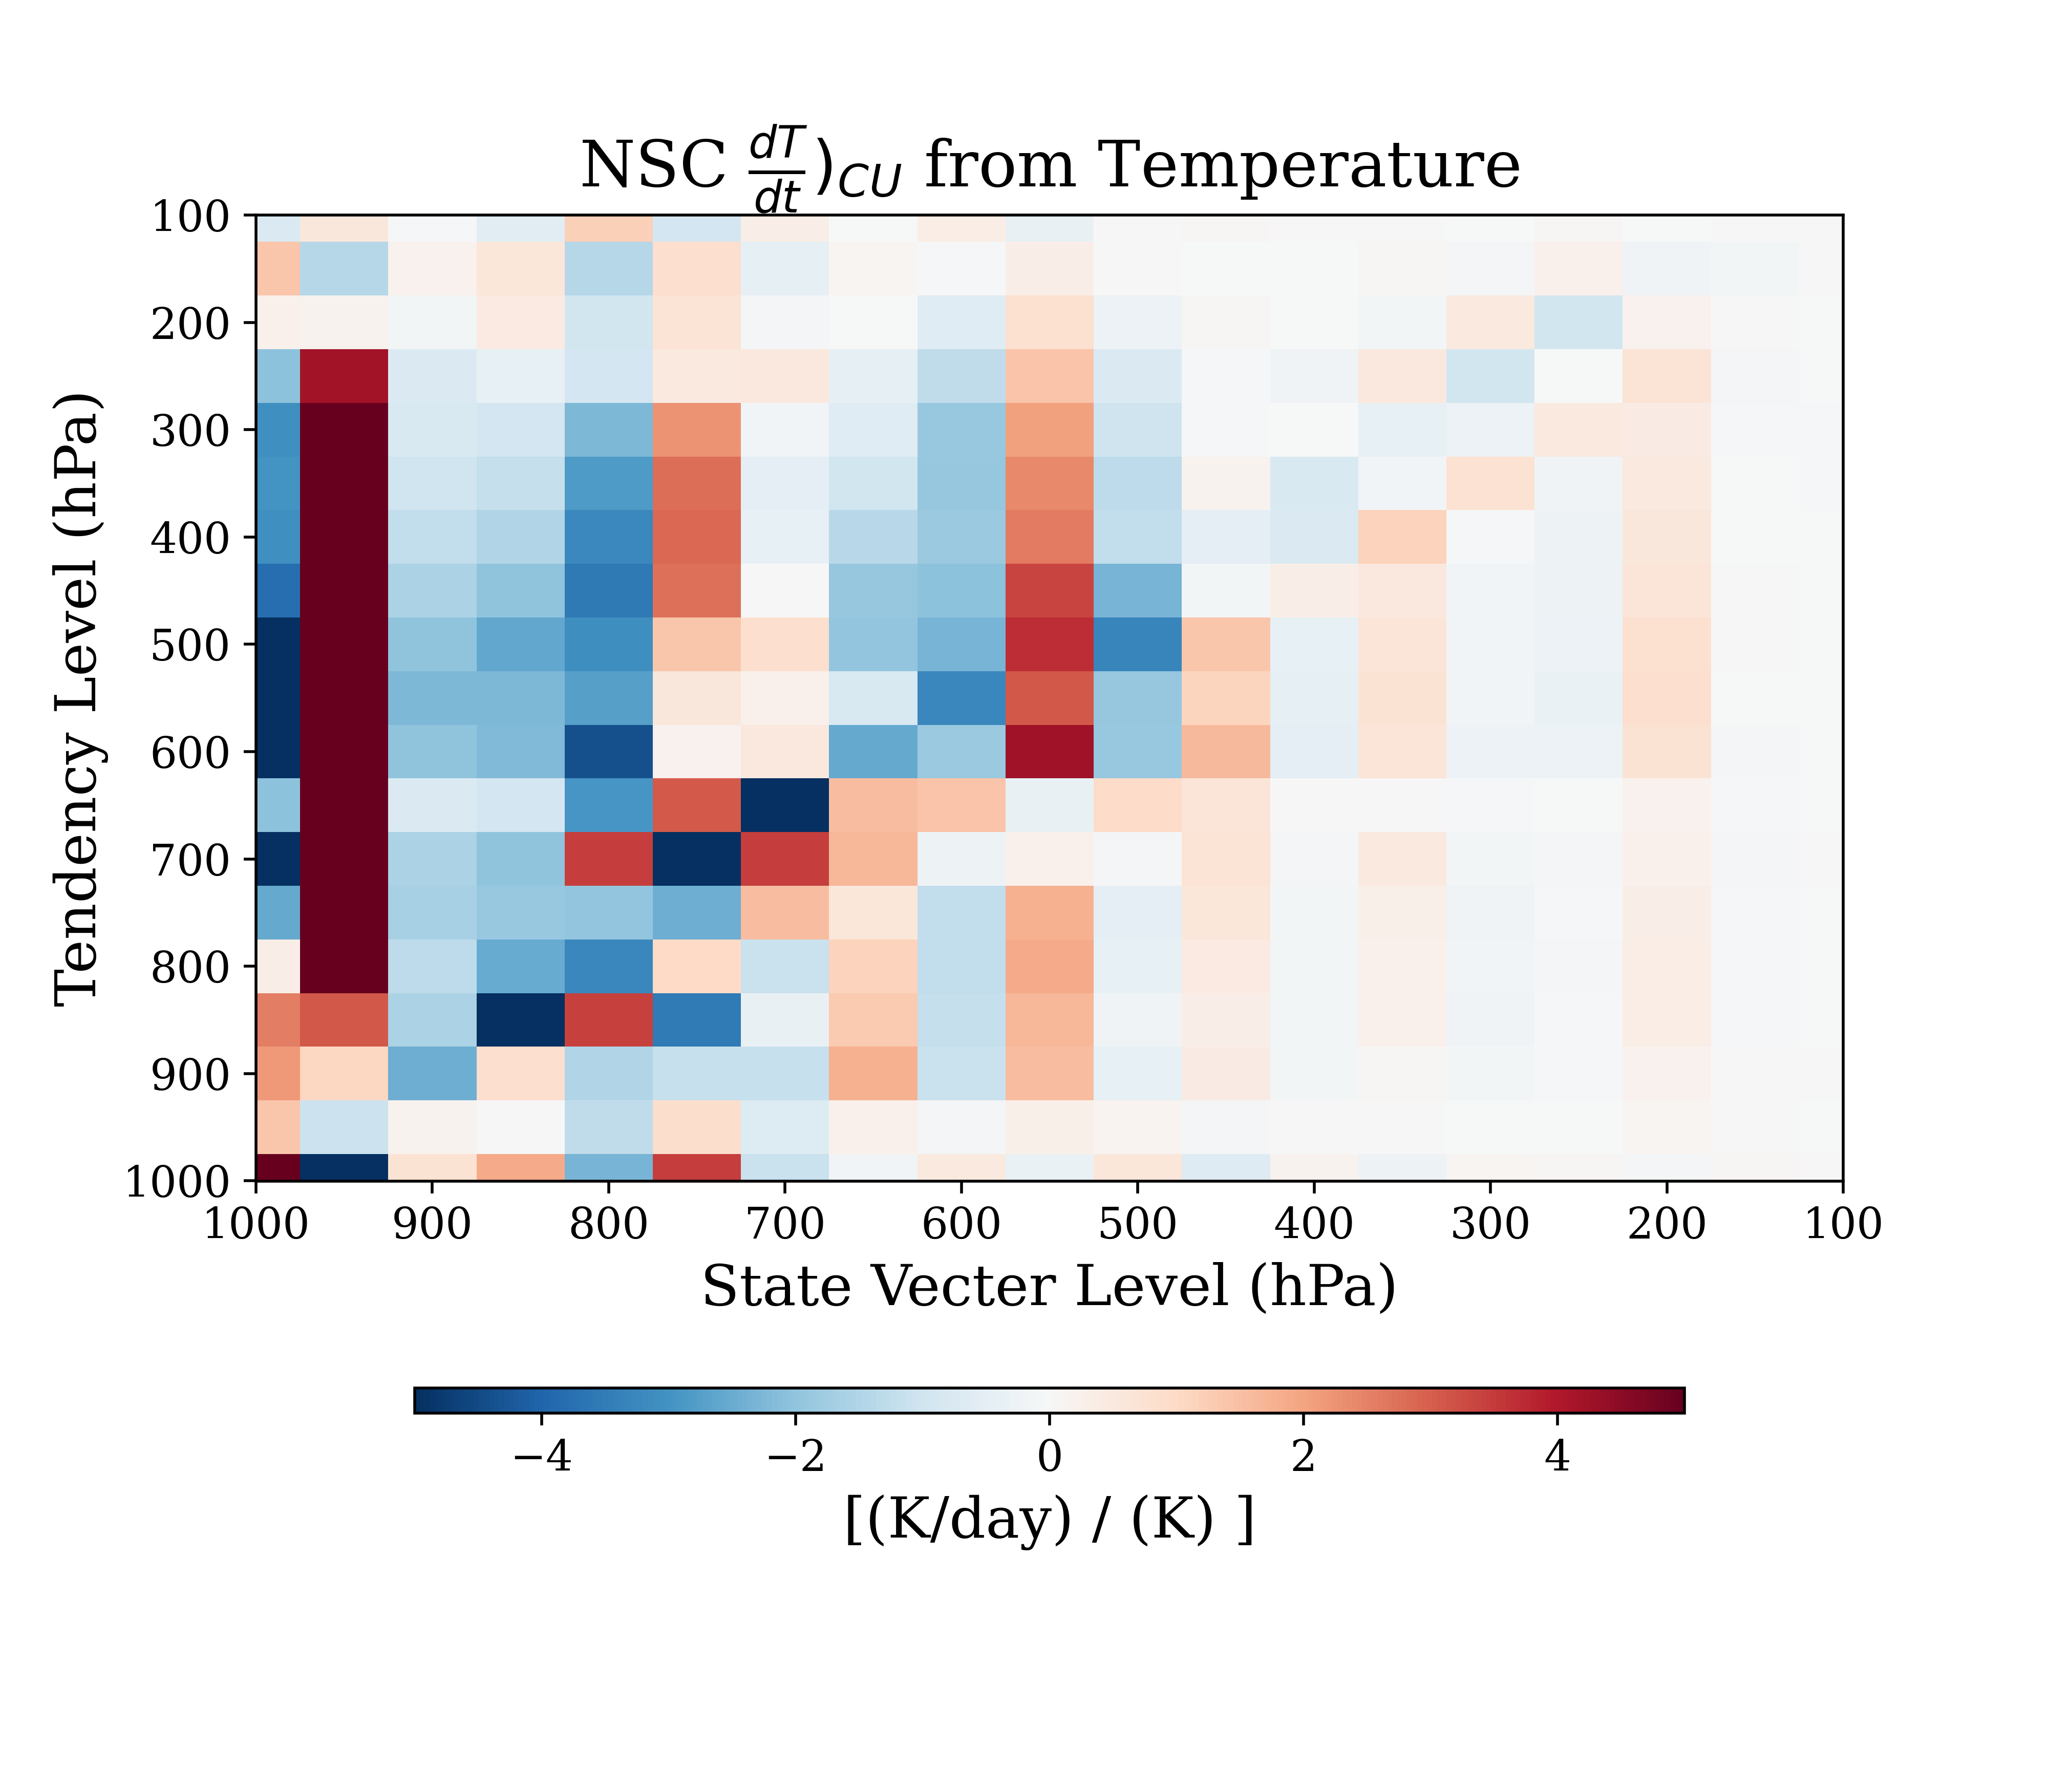 NSC dT/dt)CU from Temperature
Tendency Level (hPa)
100
200
300
400
500
600
700
800
900
1000
1000 900 800 700 600 500 400 300 200 100
State Vecter Level (hPa)
−4 −2 0 2 4
[(K/day) / (K) ]